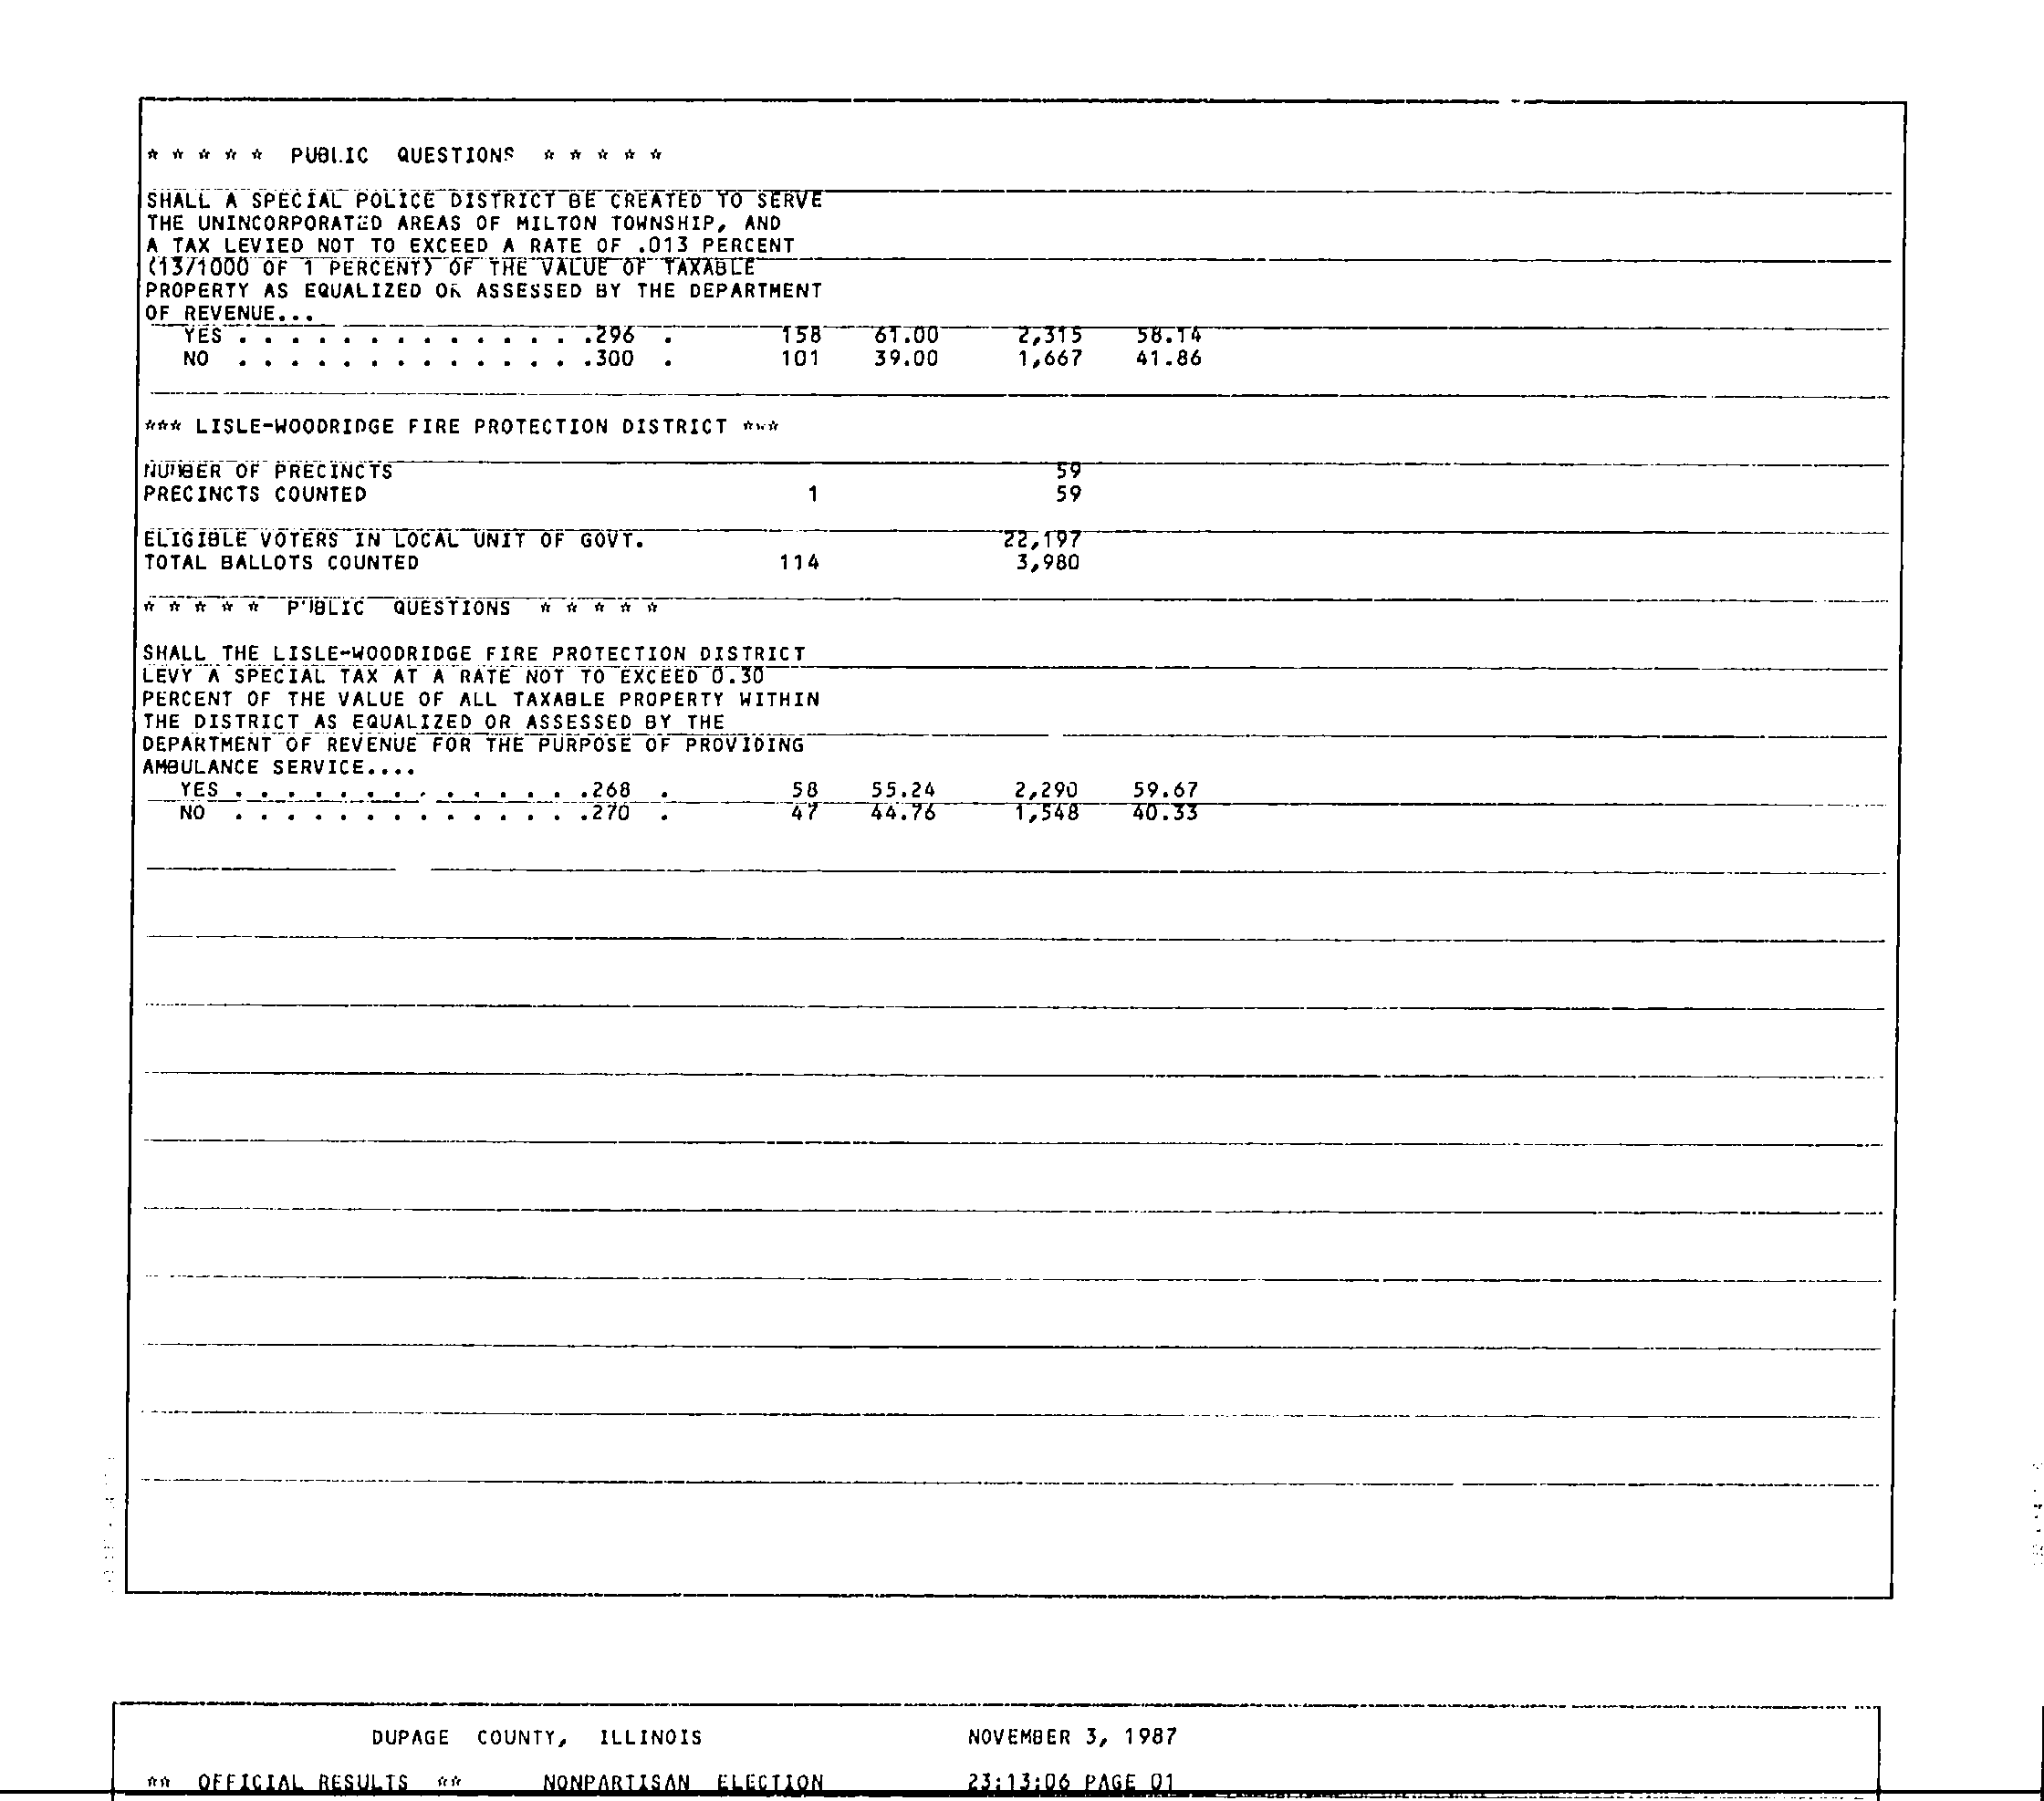 * * * * * PUBLIC QUESTIONS * * * * *
SHALL A SPECIAL POLICE DISTRICT BE CREATED TO SERVE
THE UNINCORPORATED AREAS OF MILTON TOWNSHIP, AND
A TAX LEVIED NOT TO EXCEED A RATE OF .013 PERCENT
(13/1000 OF 1 PERCENT) OF THE VALUE OF TAXABLE
PROPERTY AS EQUALIZED OR ASSESSED BY THE DEPARTMENT
OF REVENUE...
YES . . . . . . . . . . . . . .296 . 158 61.00 2,315 58.14
NO . . . . . . . . . . . . . .300 . 101 39.00 1,667 41.86
*** LISLE-WOODRIDGE FIRE PROTECTION DISTRICT ***
NUMBER OF PRECINCTS 59
PRECINCTS COUNTED 1 59
ELIGIBLE VOTERS IN LOCAL UNIT OF GOVT. 22,197
TOTAL BALLOTS COUNTED 114 3,980
* * * * * PUBLIC QUESTIONS * * * * *
SHALL THE LISLE-WOODRIDGE FIRE PROTECTION DISTRICT
LEVY A SPECIAL TAX AT A RATE NOT TO EXCEED 0.30
PERCENT OF THE VALUE OF ALL TAXABLE PROPERTY WITHIN
THE DISTRICT AS EQUALIZED OR ASSESSED BY THE
DEPARTMENT OF REVENUE FOR THE PURPOSE OF PROVIDING
AMBULANCE SERVICE....
YES . . . . . . . . . . . . . .268 . 58 55.24 2,290 59.67
NO . . . . . . . . . . . . . .270 . 47 44.76 1,548 40.33
DUPAGE COUNTY, ILLINOIS NOVEMBER 3, 1987
** OFFICIAL RESULTS ** NONPARTISAN ELECTION 23:13:06 PAGE 01